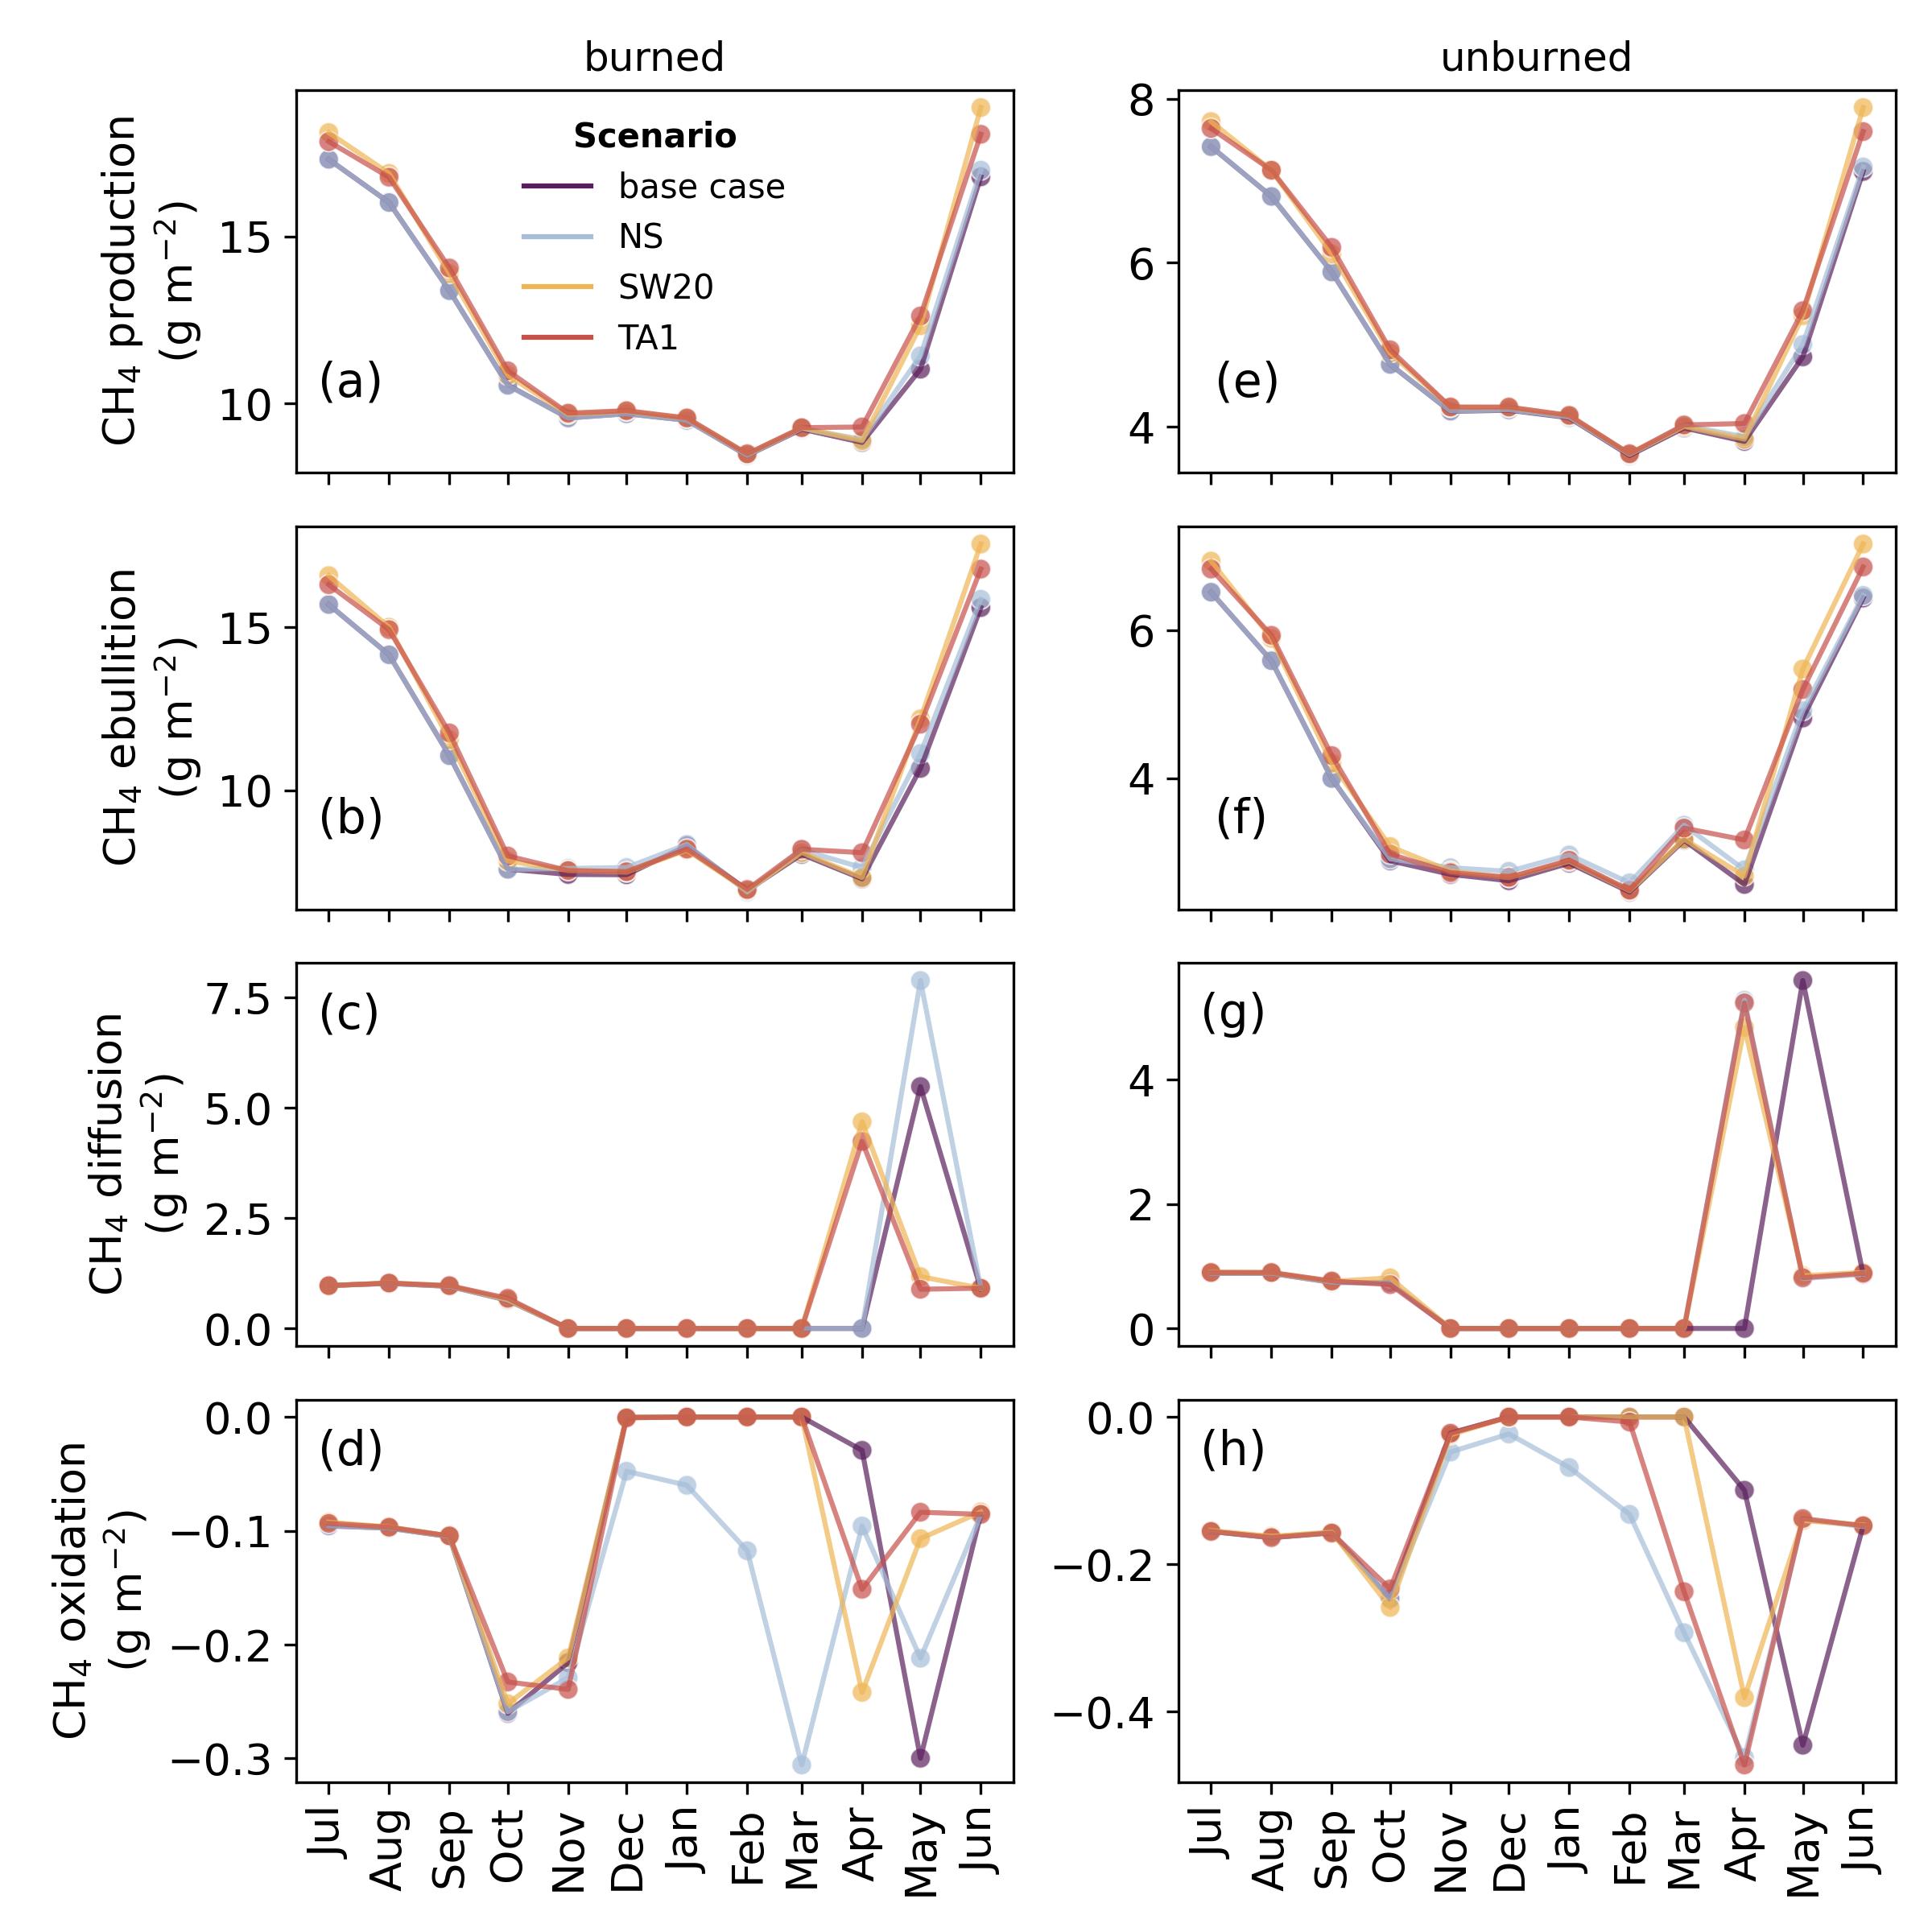 burned
unburned
CH₄ production
(g m⁻²)
15
10
Scenario
base case
NS
SW20
TA1
(a)
8
6
4
(e)
CH₄ ebullition
(g m⁻²)
15
10
(b)
6
4
(f)
CH₄ diffusion
(g m⁻²)
7.5
5.0
2.5
0.0
(c)
4
2
0
(g)
CH₄ oxidation
(g m⁻²)
0.0
−0.1
−0.2
−0.3
(d)
0.0
−0.2
−0.4
(h)
Jul
Aug
Sep
Oct
Nov
Dec
Jan
Feb
Mar
Apr
May
Jun
Jul
Aug
Sep
Oct
Nov
Dec
Jan
Feb
Mar
Apr
May
Jun